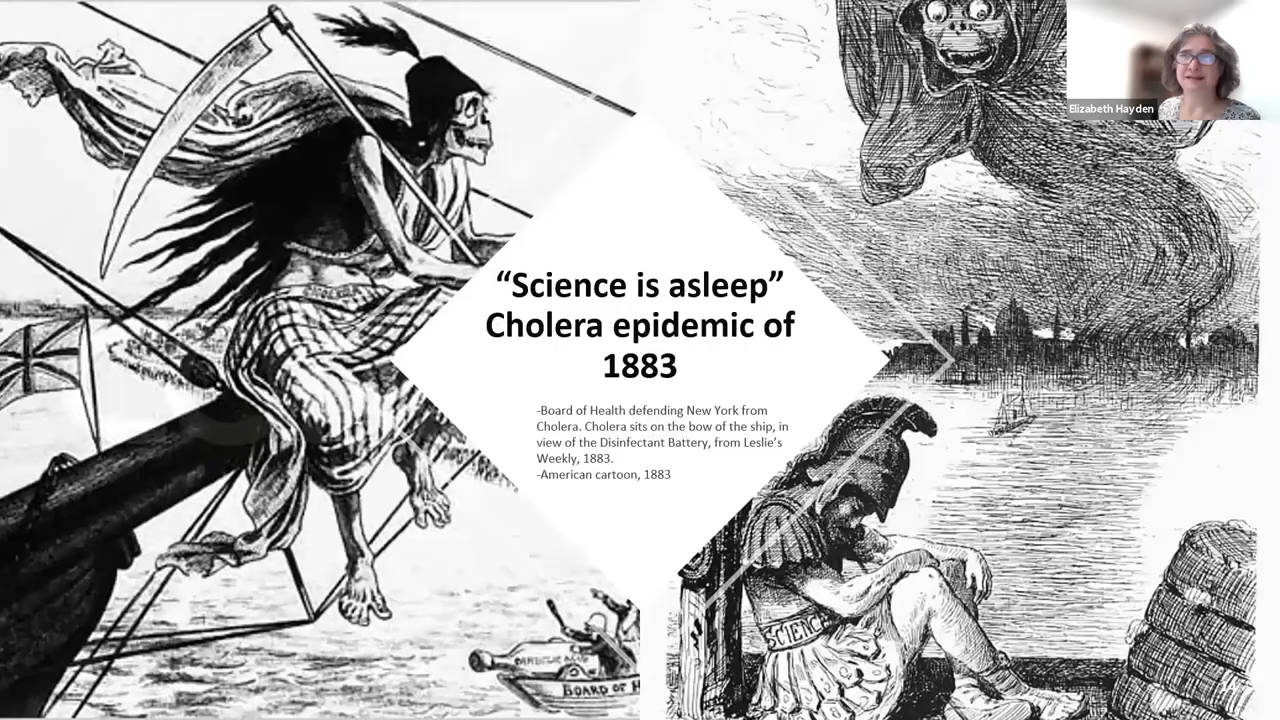 Elizabeth Hayden
“Science is asleep”
Cholera epidemic of
1883
-Board of Health defending New York from
Cholera. Cholera sits on the bow of the ship, in
view of the Disinfectant Battery, from Leslie’s
Weekly, 1883.
-American cartoon, 1883
SCIENCE
BOARD OF H